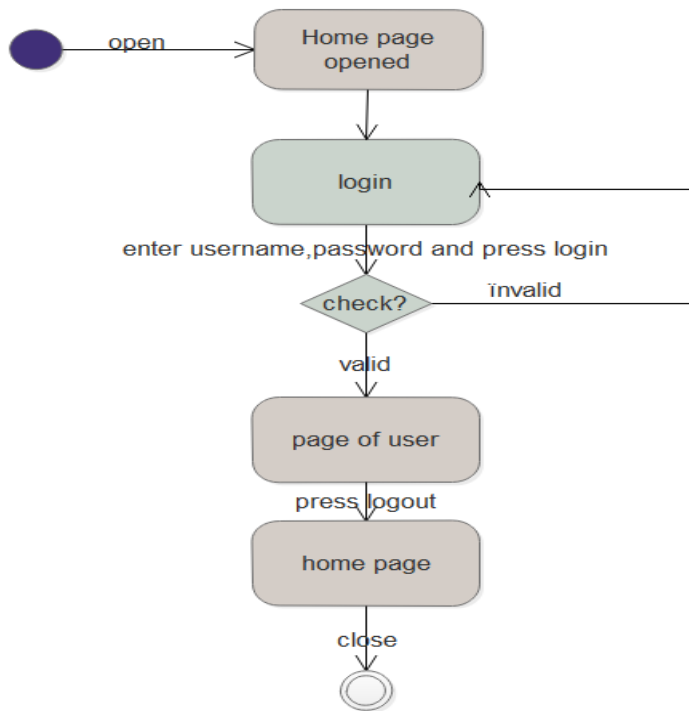 open
Home page
opened
login
enter username,password and press login
check?
ïnvalid
valid
page of user
press logout
home page
close